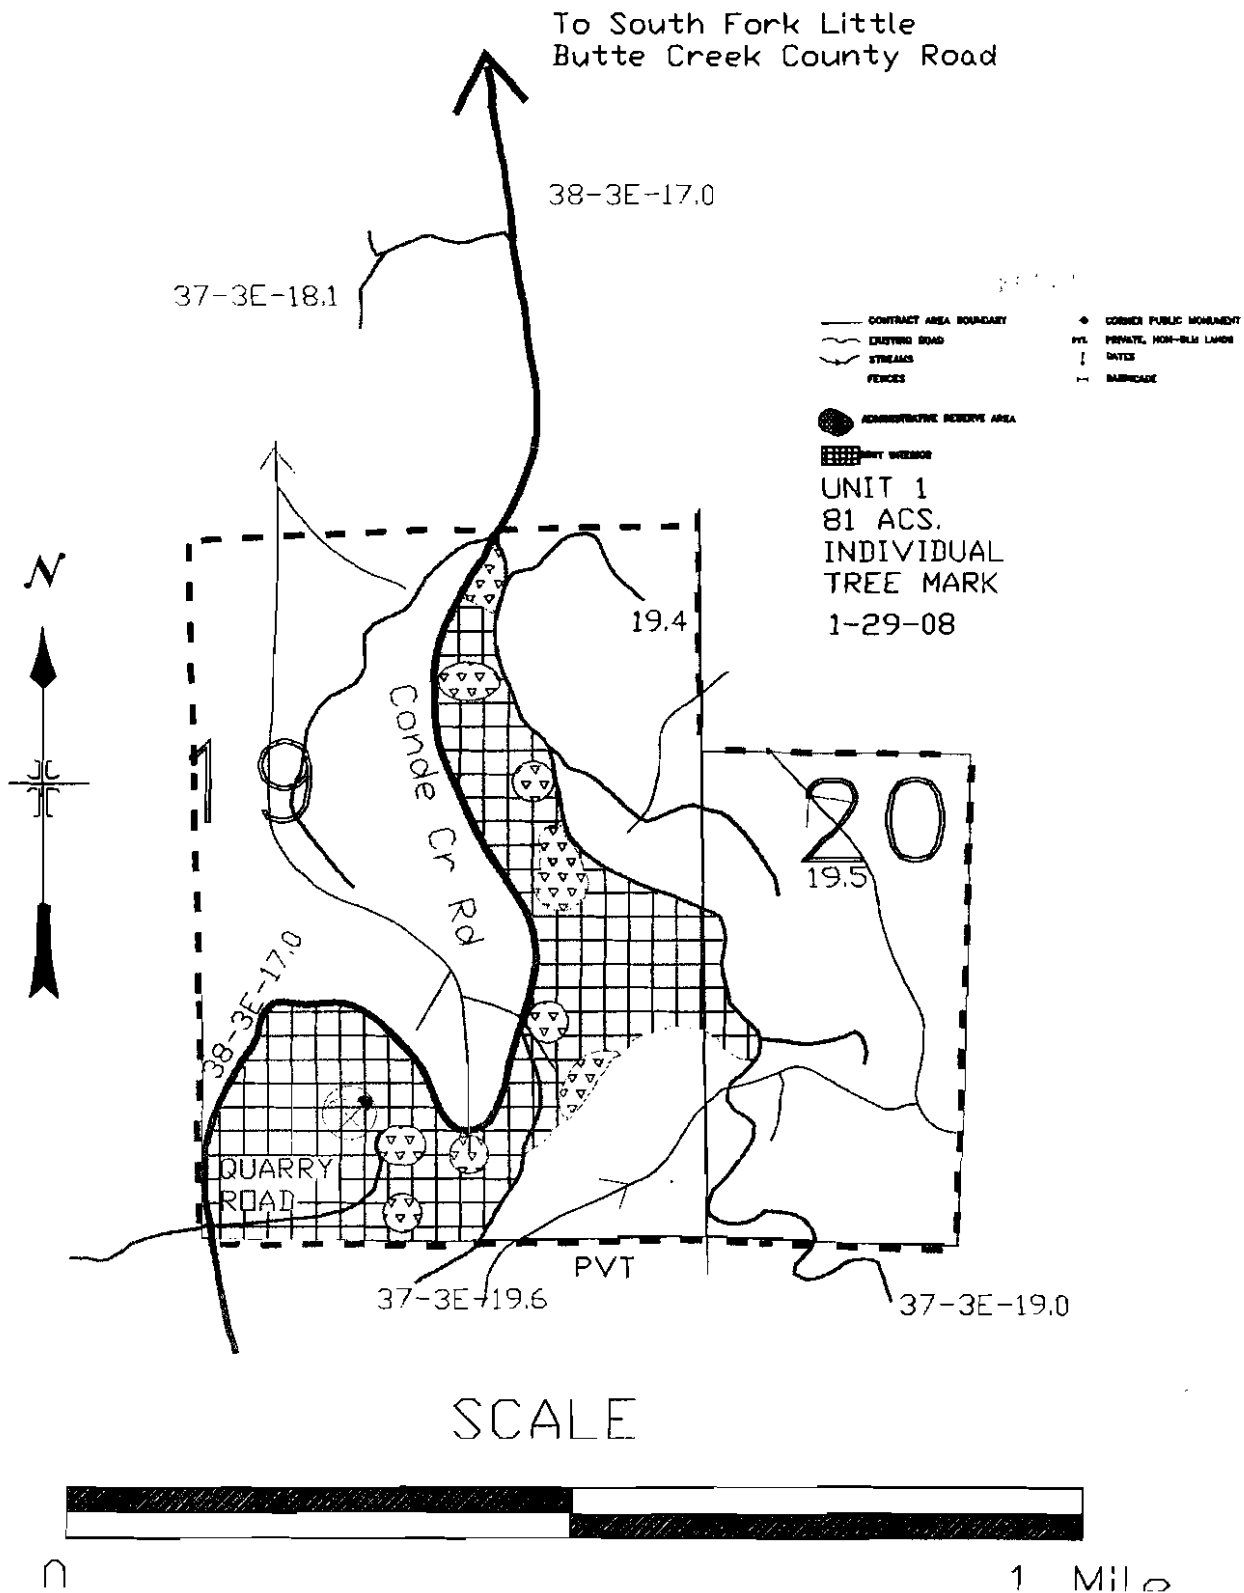 To South Fork Little
Butte Creek County Road
38-3E-17.0
37-3E-18.1
CONTRACT AREA BOUNDARY
EXISTING ROAD
STREAMS
FENCES
CORNER PUBLIC MONUMENT
PVT. PRIVATE, NON-BLM LANDS
GATES
BARRICADE
ADMINISTRATIVE RESERVE AREA
UNIT 1
81 ACS.
INDIVIDUAL
TREE MARK
1-29-08
N
19.4
Conde Cr Rd
19
20
19.5
38-3E-17.0
QUARRY
ROAD
PVT
37-3E-19.6
37-3E-19.0
SCALE
0
1 Mile